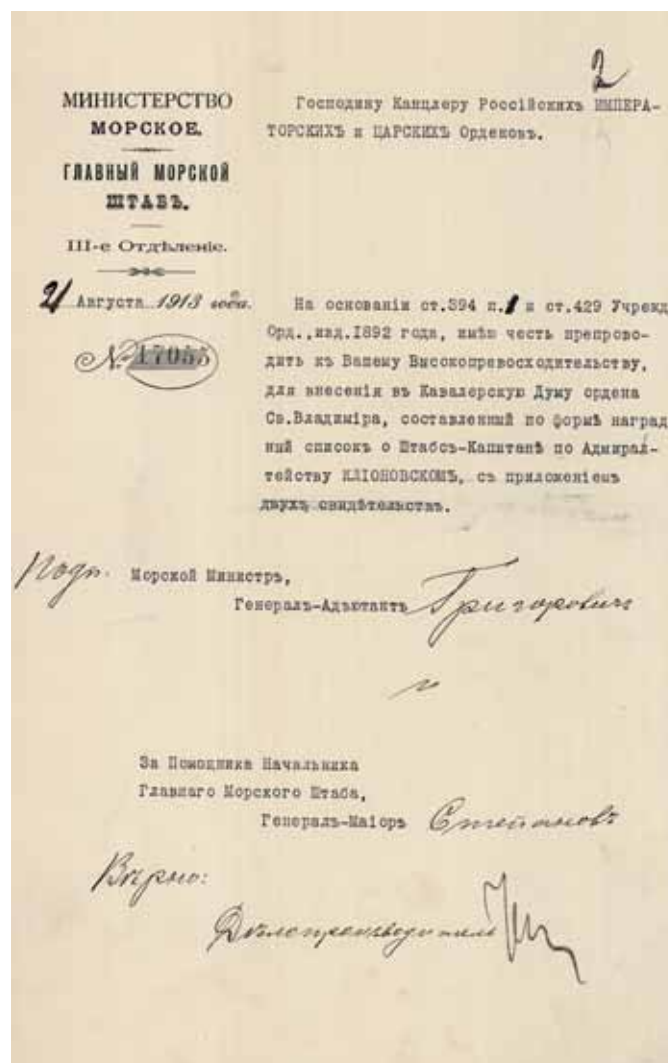 2
МИНИСТЕРСТВО
МОРСКОЕ.
ГЛАВНЫЙ МОРСКОЙ
ШТАБЪ.
III-е Отдѣленіе.
21 Августа 1913 года.
№ 17055
Господину Канцлеру Россійскихъ ИМПЕРА-
ТОРСКИХЪ и ЦАРСКИХЪ Орденовъ.
На основаніи ст.394 п.1 и ст.429 Учрежд
Орд.,изд.1892 года, имѣю честь препрово-
дить къ Вашему Высокопревосходительству,
для внесенія въ Кавалерскую Думу ордена
Св.Владиміра, составленный по формѣ наград
ный списокъ о Штабсъ-Капитанѣ по Адмирал-
тейству КЛІОНОВСКОМЪ, съ приложеніемъ
двухъ свидѣтельствъ.
Подп. Морской Министръ,
Генералъ-Адъютантъ Григоровичъ
За Помощника Начальника
Главнаго Морского Штаба,
Генералъ-Маіоръ Степановъ
Вѣрно:
Дѣлопроизводитель